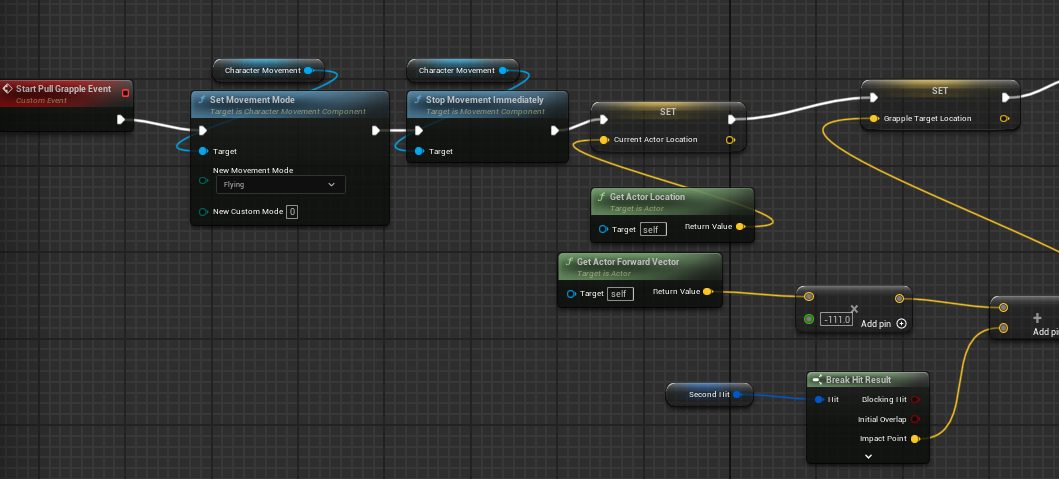 Start Pull Grapple Event
Custom Event
Character Movement
Set Movement Mode
Target is Character Movement Component
Target
New Movement Mode
Flying
New Custom Mode 0
Character Movement
Stop Movement Immediately
Target is Movement Component
Target
SET
Current Actor Location
SET
Grapple Target Location
Get Actor Location
Target is Actor
Target self Return Value
Get Actor Forward Vector
Target is Actor
Target self Return Value
-111.0
Add pin
Second Hit
Break Hit Result
Hit Blocking Hit
Initial Overlap
Impact Point
Add